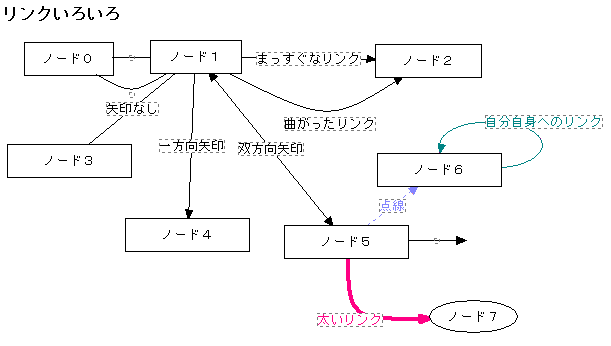 リンクいろいろ
ノード０
ノード１
まっすぐなリンク
ノード２
矢印なし
曲がったリンク
自分自身へのリンク
一方向矢印
双方向矢印
ノード３
ノード６
点線
ノード４
ノード５
太いリンク
ノード７